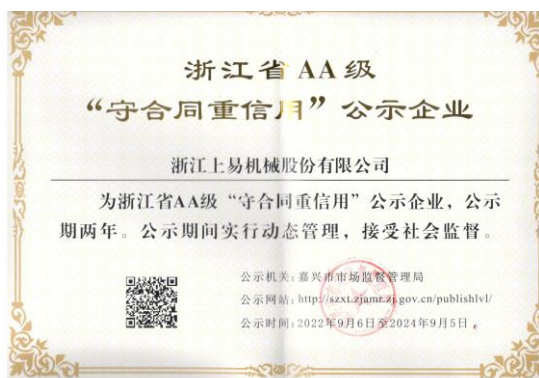 浙江省AA级
“守合同重信用”公示企业
浙江上易机械股份有限公司
为浙江省AA级“守合同重信用”公示企业，公示
期两年。公示期间实行动态管理，接受社会监督。
公示机关：嘉兴市市场监督管理局
公示网站：http://szxt.zjamr.zj.gov.cn/publishlvl/
公示时间：2022年9月6日至2024年9月5日。